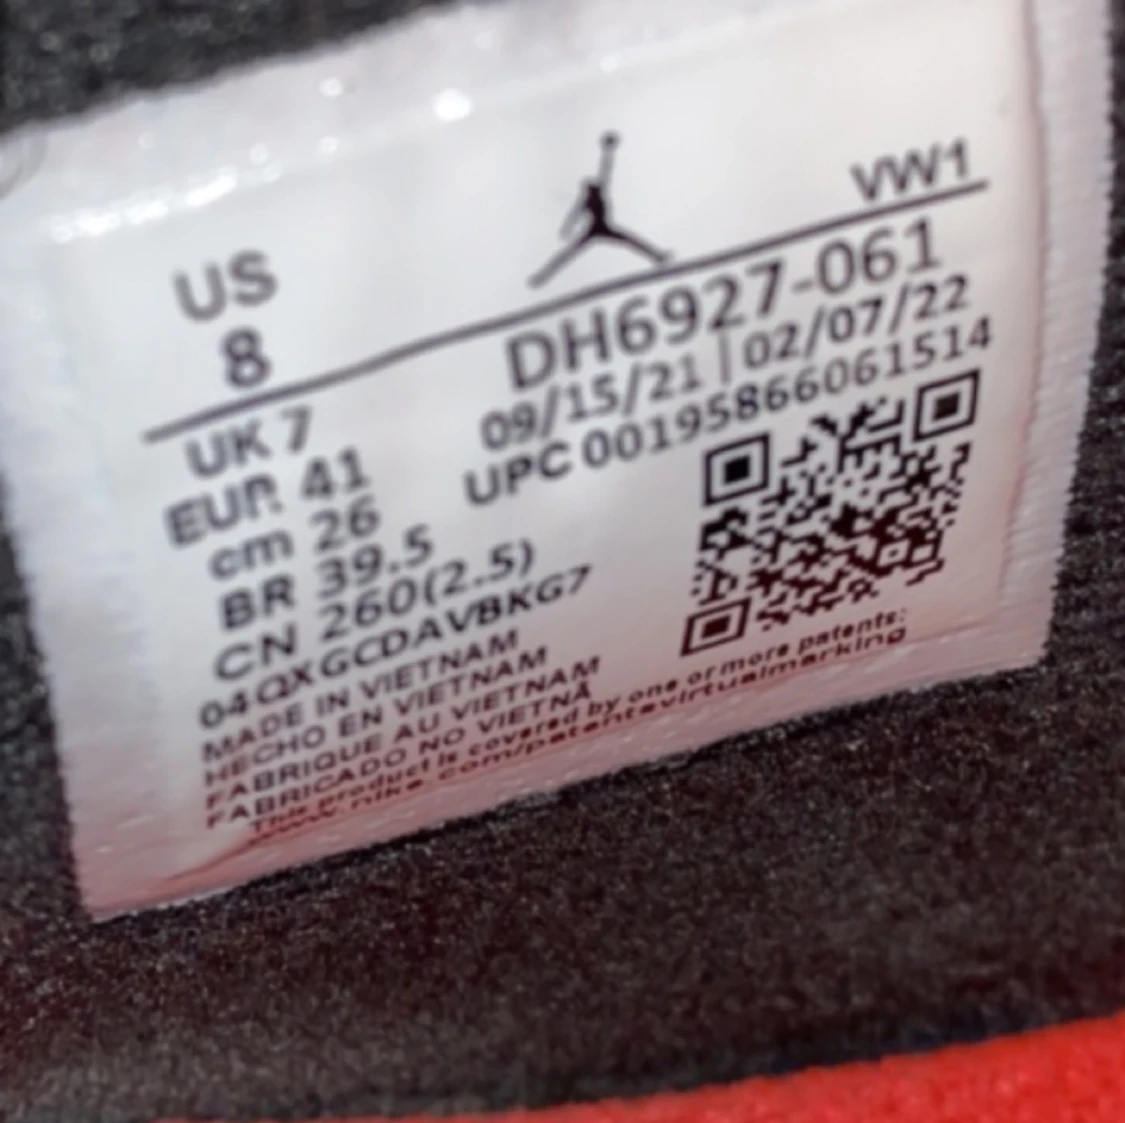 VW1
US
8
DH6927-061
09/15/21 | 02/07/22
UPC 00195866061514
UK 7
EUR 41
cm 26
BR 39.5
CN 260(2.5)
04QXGCDAVBKG7
MADE IN VIETNAM
HECHO EN VIETNAM
FABRIQUE AU VIETNAM
FABRICADO NO VIETNÃ
This product is covered by one or more patents:
www.nike.com/patentsvirtualmarking